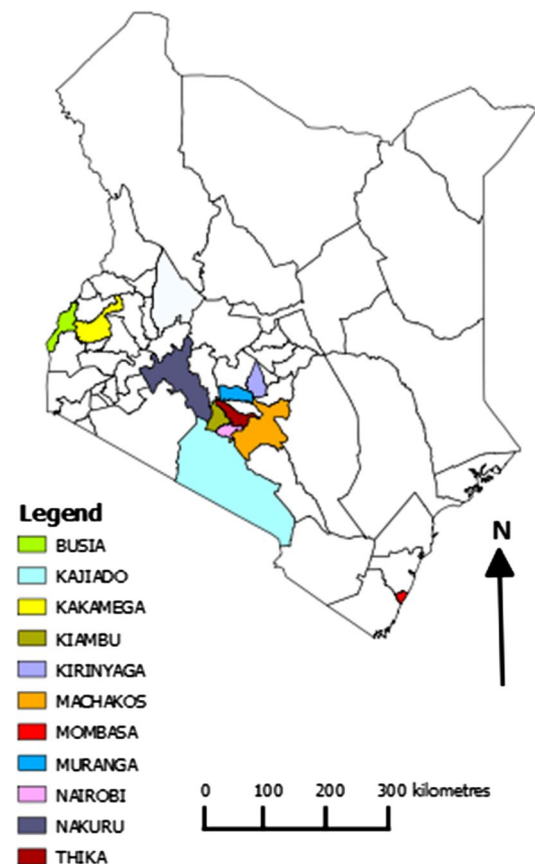 Legend
BUSIA
KAJIADO
KAKAMEGA
KIAMBU
KIRINYAGA
MACHAKOS
MOMBASA
MURANGA
NAIROBI
NAKURU
THIKA
N
0 100 200 300 kilometres